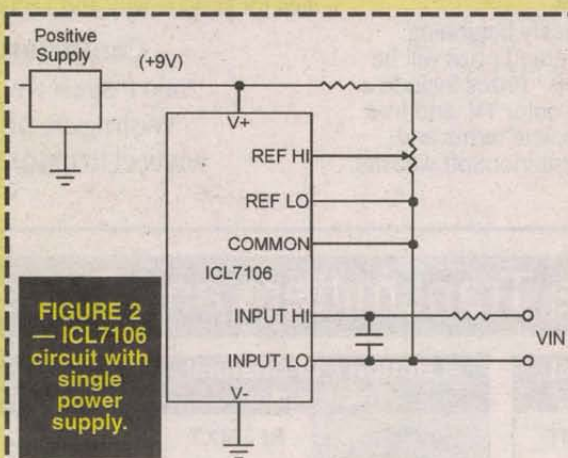 Positive
Supply
(+9V)
V+
REF HI
REF LO
COMMON
ICL7106
INPUT HI
VIN
INPUT LO
V-
FIGURE 2
— ICL7106
circuit with
single
power
supply.